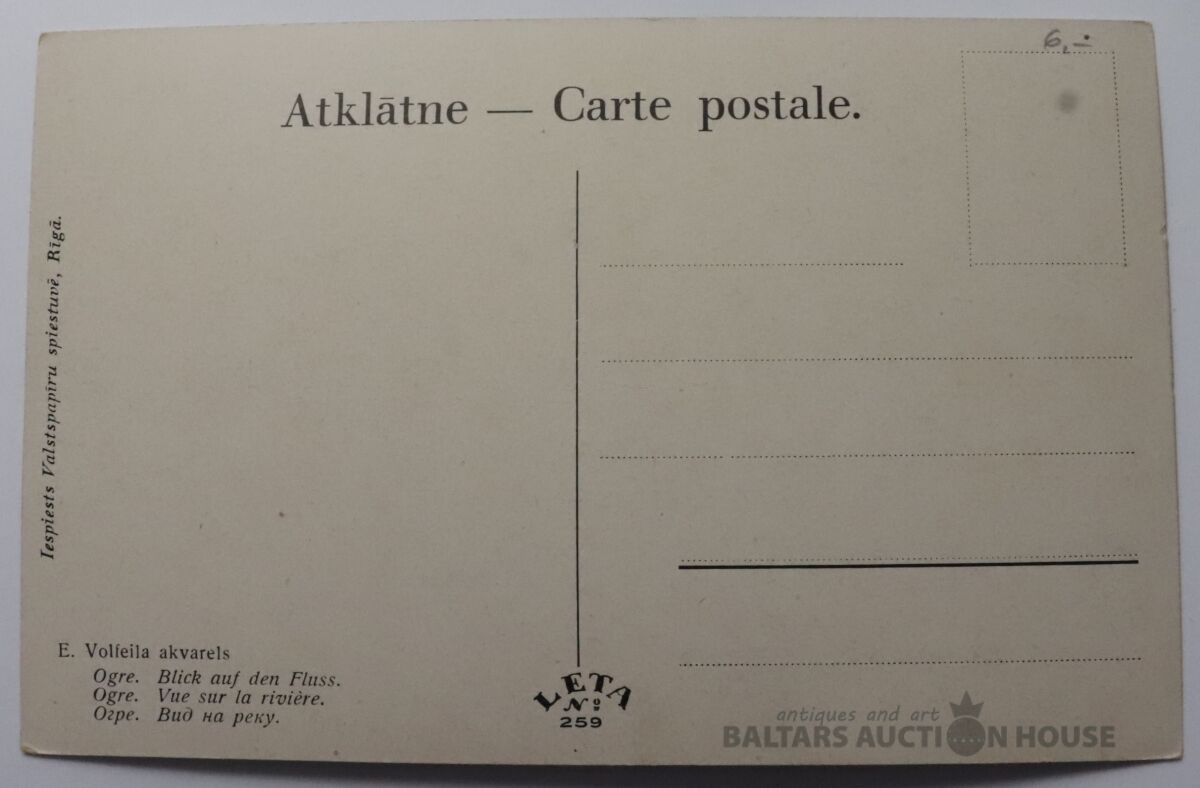 6,-
Atklātne — Carte postale.
Iespiests Valstspapīru spiestuvē, Rīgā.
E. Volfeila akvarels
Ogre. Blick auf den Fluss.
Ogre. Vue sur la rivière.
Огре. Вид на реку.
LETA
№
259
antiques and art
BALTARS AUCTION HOUSE